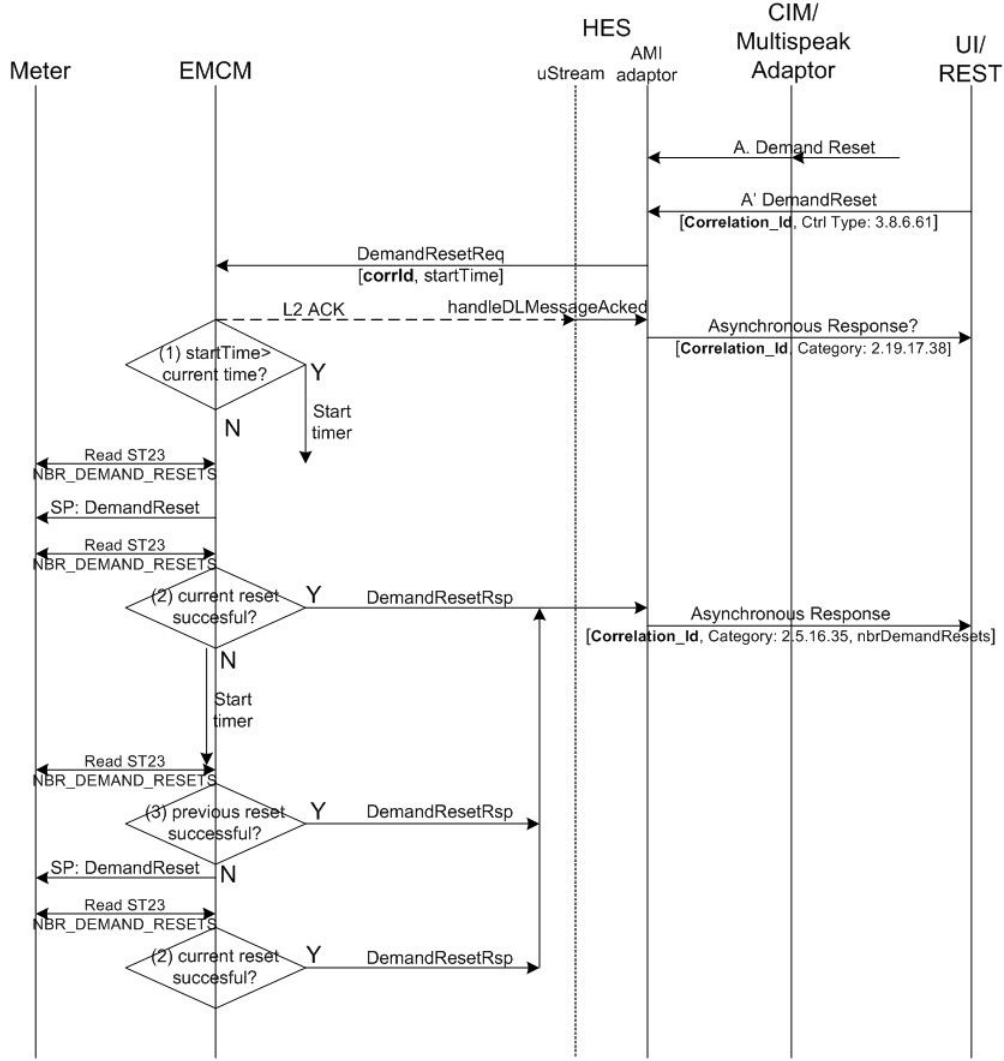 CIM/
HES
Multispeak
UI/
Meter
EMCM
uStream
AMI
adaptor
Adaptor
REST
A. Demand Reset
A' DemandReset
[Correlation_Id, Ctrl Type: 3.8.6.61]
DemandResetReq
[corrId, startTime]
L2 ACK
handleDLMessageAcked
Asynchronous Response?
[Correlation_Id, Category: 2.19.17.38]
(1) startTime>
current time?
Y
Start
timer
N
Read ST23
NBR_DEMAND_RESETS
SP: DemandReset
Read ST23
NBR_DEMAND_RESETS
(2) current reset
succesful?
Y
DemandResetRsp
Asynchronous Response
[Correlation_Id, Category: 2.5.16.35, nbrDemandResets]
N
Start
timer
Read ST23
NBR_DEMAND_RESETS
(3) previous reset
successful?
Y
DemandResetRsp
SP: DemandReset
N
Read ST23
NBR_DEMAND_RESETS
(2) current reset
succesful?
Y
DemandResetRsp